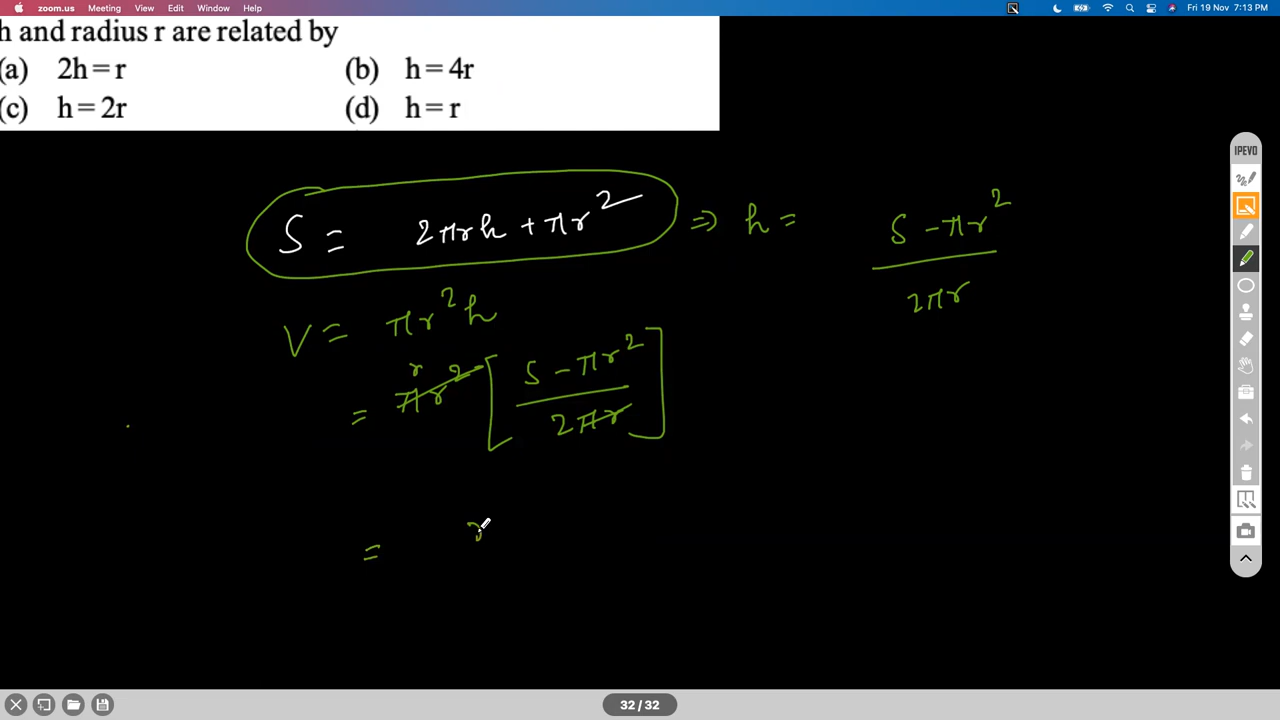 zoom.us Meeting View Edit Window Help Fri 19 Nov 7:13 PM
h and radius r are related by
(a) 2h = r (b) h = 4r
(c) h = 2r (d) h = r
IPEVO
S = 2πrh + πr² ⇒ h = (S - πr²) / 2πr
V = πr²h
= πr² r [(S - πr²) / 2πr]
= r
32 / 32